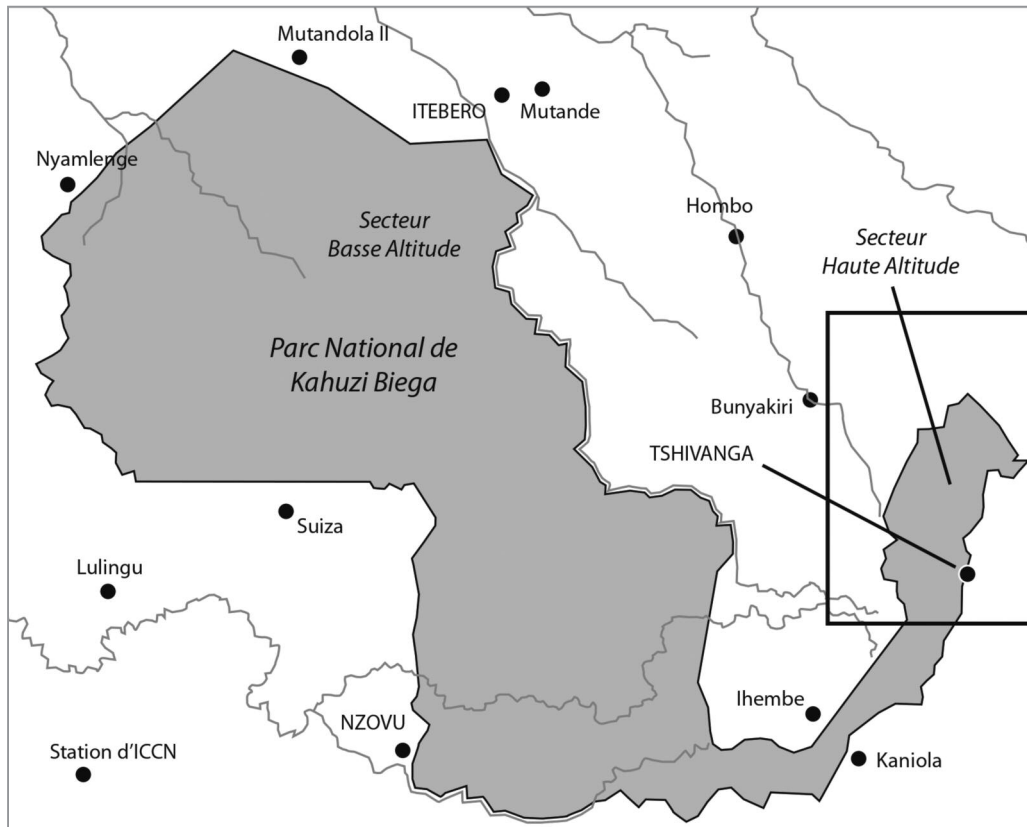 Mutandola II
ITEBERO
Mutande
Nyamlenge
Secteur
Basse Altitude
Hombo
Secteur
Haute Altitude
Parc National de
Kahuzi Biega
Bunyakiri
TSHIVANGA
Suiza
Lulingu
Ihembe
NZOVU
Station d’ICCN
Kaniola